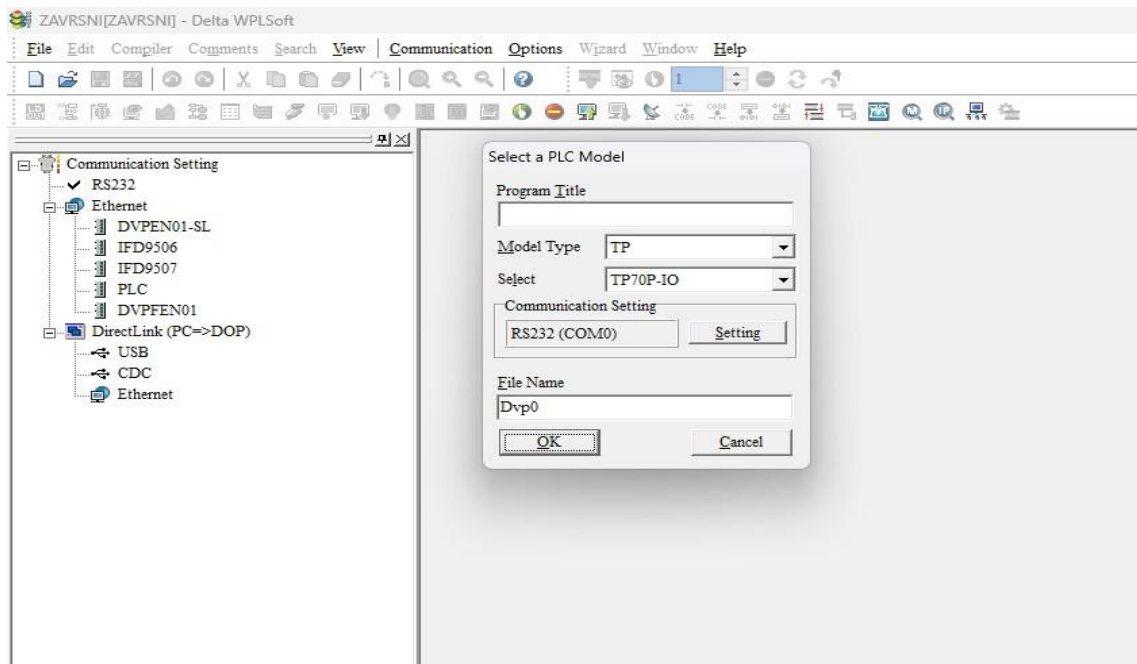 ZAVRSNI[ZAVRSNI] - Delta WPLSoft
File Edit Compiler Comments Search View Communication Options Wizard Window Help
1
Communication Setting
RS232
Ethernet
DVPEN01-SL
IFD9506
IFD9507
PLC
DVPFEN01
DirectLink (PC=>DOP)
USB
CDC
Ethernet
Select a PLC Model
Program Title
Model Type TP
Select TP70P-IO
Communication Setting
RS232 (COM0) Setting
File Name
Dvp0
OK Cancel